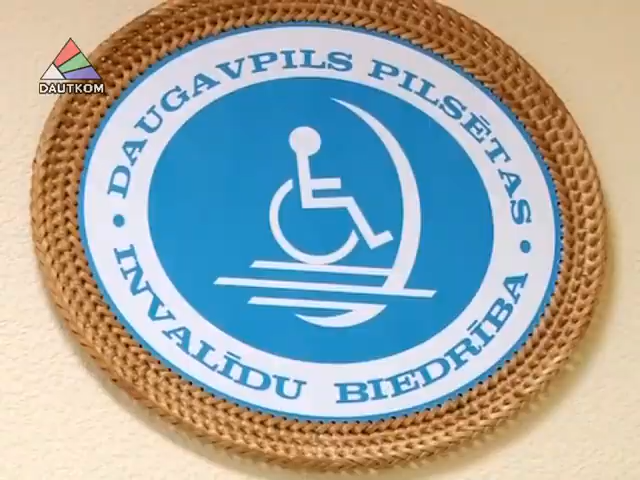 DAUTKOM
DAUGAVPILS PILSĒTAS
• INVALĪDU BIEDRĪBA •